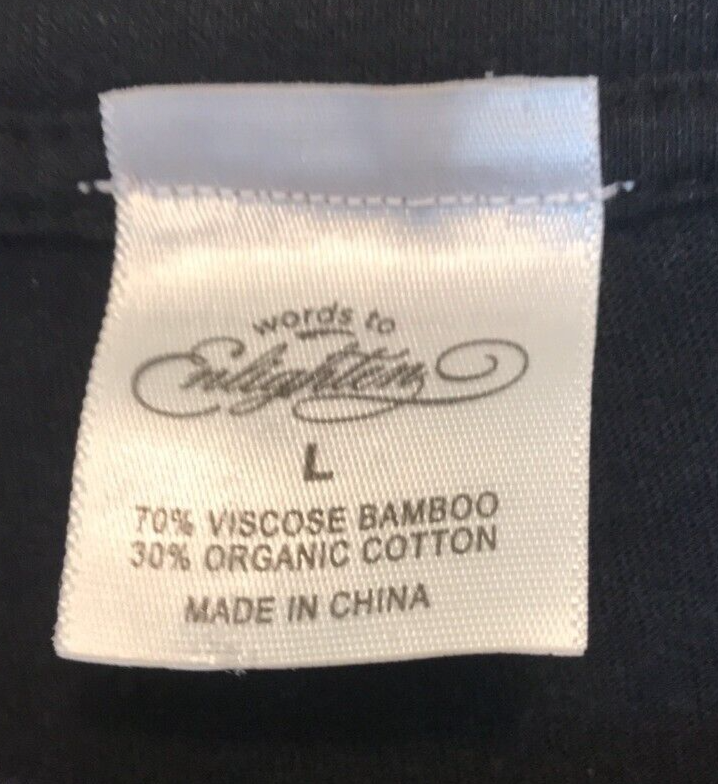 words to
Enlighten
L
70% VISCOSE BAMBOO
30% ORGANIC COTTON
MADE IN CHINA